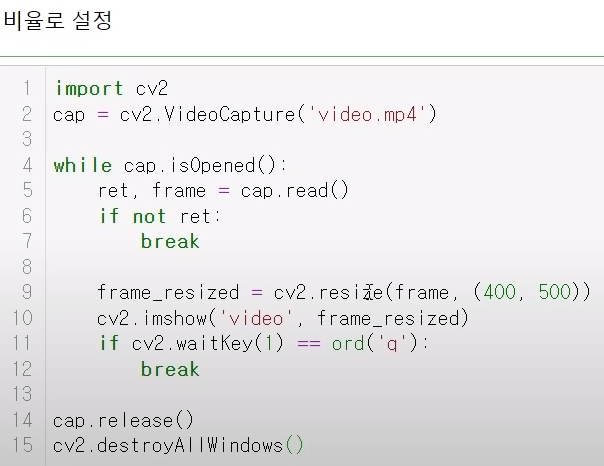 비율로 설정
1 import cv2
2 cap = cv2.VideoCapture('video.mp4')
3
4 while cap.isOpened():
5     ret, frame = cap.read()
6     if not ret:
7         break
8
9     frame_resized = cv2.resize(frame, (400, 500))
10     cv2.imshow('video', frame_resized)
11     if cv2.waitKey(1) == ord('q'):
12         break
13
14 cap.release()
15 cv2.destroyAllWindows()